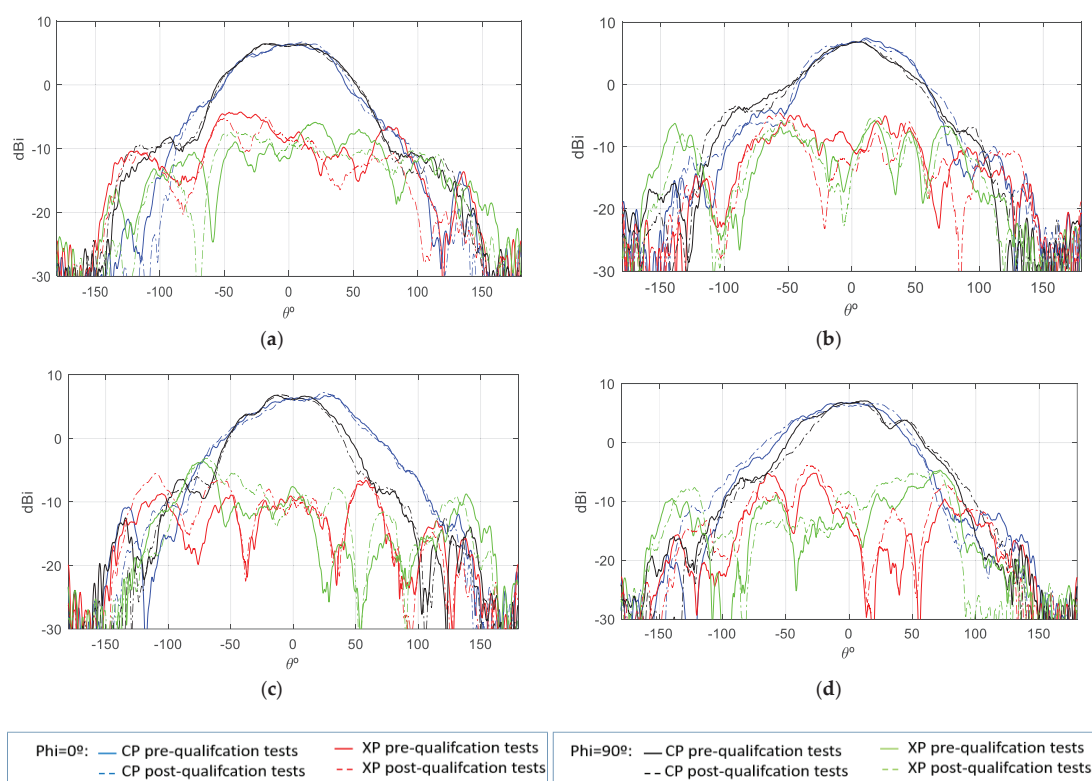 10
0
-10
-20
-30
dBi
-150 -100 -50 0 50 100 150
θº
(a)
10
0
-10
-20
-30
dBi
-150 -100 -50 0 50 100 150
θº
(b)
10
0
-10
-20
-30
dBi
-150 -100 -50 0 50 100 150
θº
(c)
10
0
-10
-20
-30
dBi
-150 -100 -50 0 50 100 150
θº
(d)
Phi=0º: CP pre-qualifcation tests XP pre-qualifcation tests
CP post-qualifcation tests XP post-qualifcation tests
Phi=90º: CP pre-qualifcation tests XP pre-qualifcation tests
CP post-qualifcation tests XP post-qualifcation tests